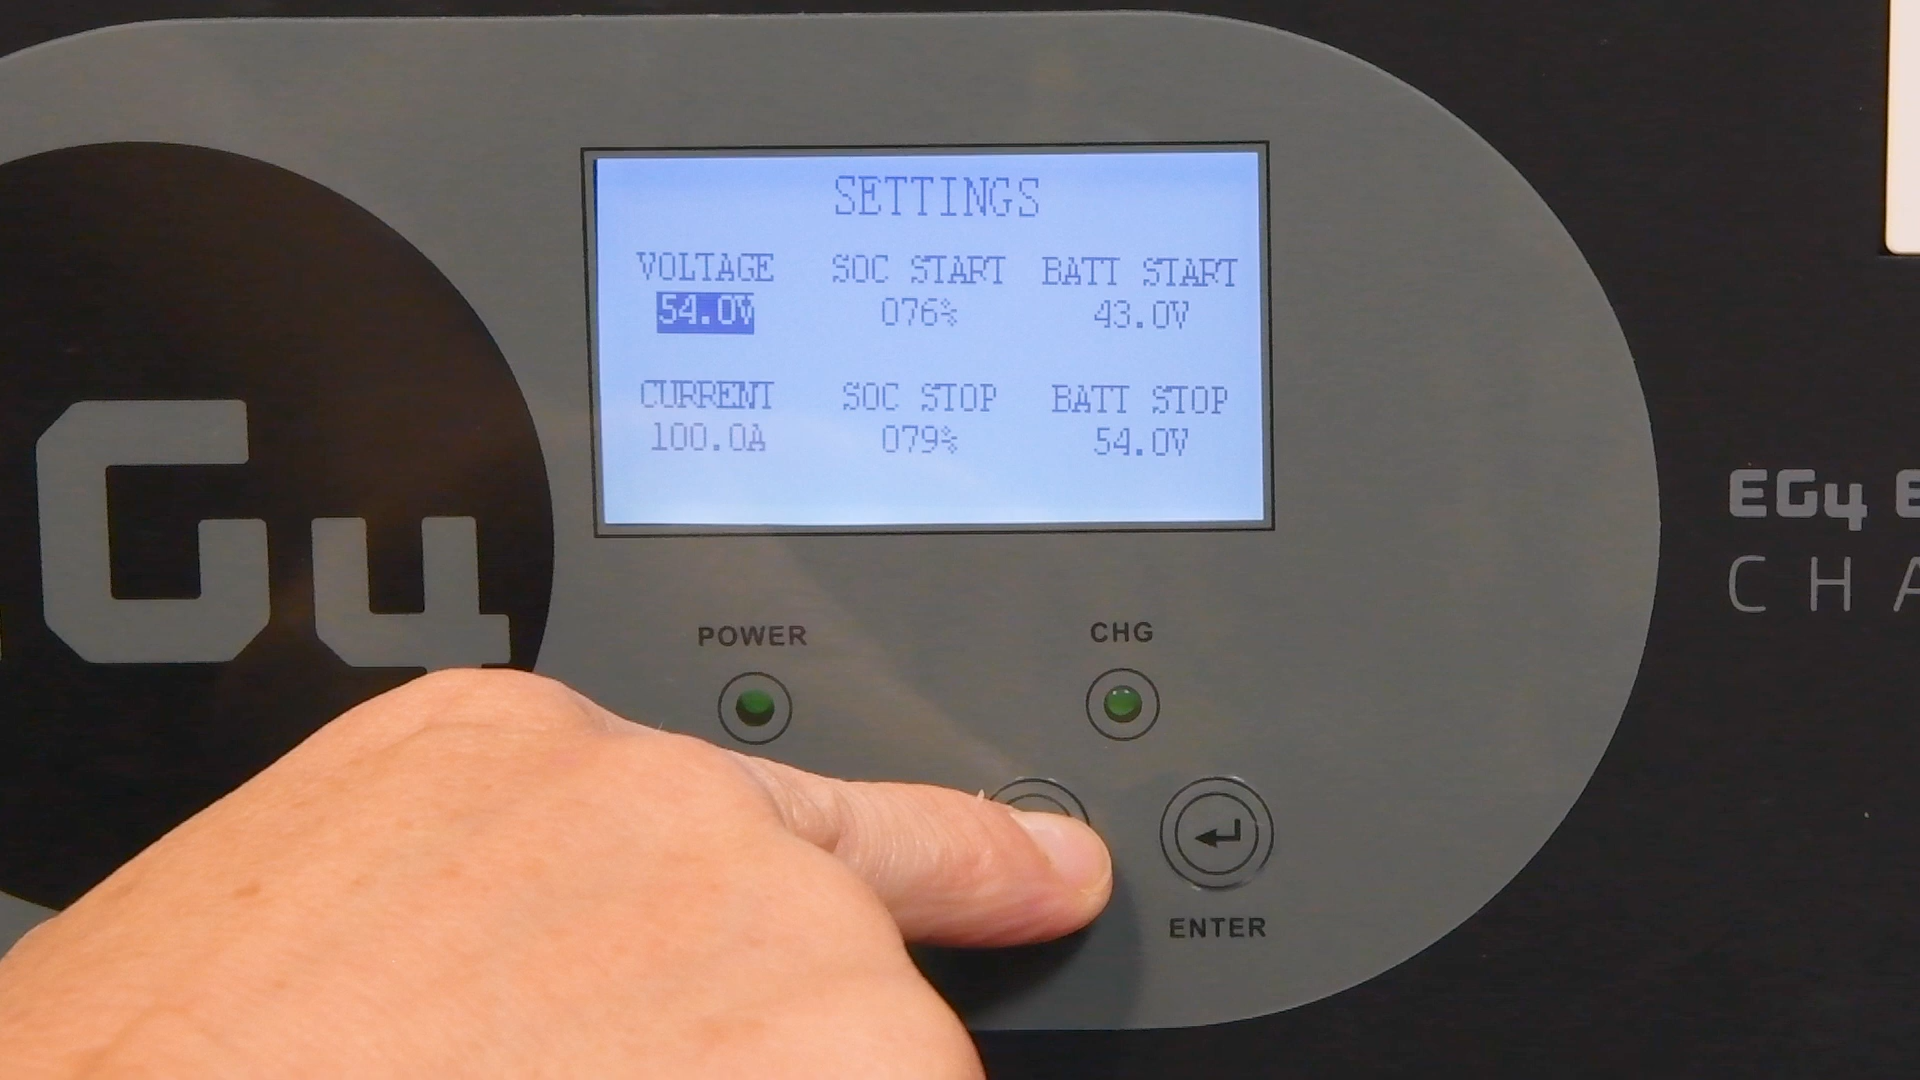 SETTINGS
VOLTAGE SOC START BATT START
54.0V 076% 43.0V
CURRENT SOC STOP BATT STOP
100.0A 079% 54.0V
G4
EG4
CHA
POWER CHG
ENTER